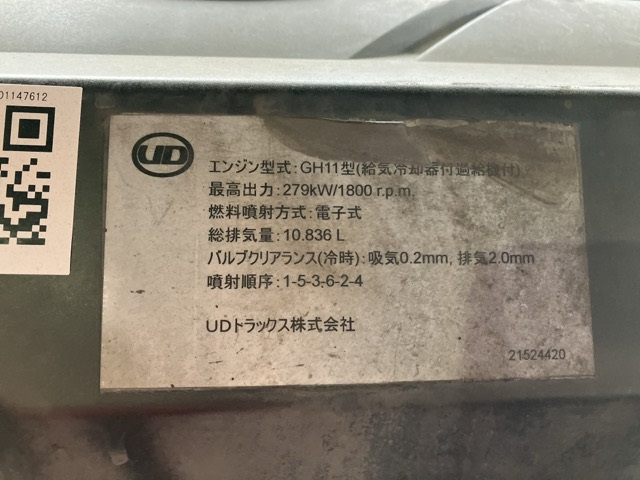 01147612
UD
エンジン型式:GH11型(給気冷却器付過給機付)
最高出力:279kW/1800 r.p.m.
燃料噴射方式:電子式
総排気量:10.836 L
バルブクリアランス(冷時):吸気0.2mm, 排気2.0mm
噴射順序:1-5-3-6-2-4
UDトラックス株式会社
21524420